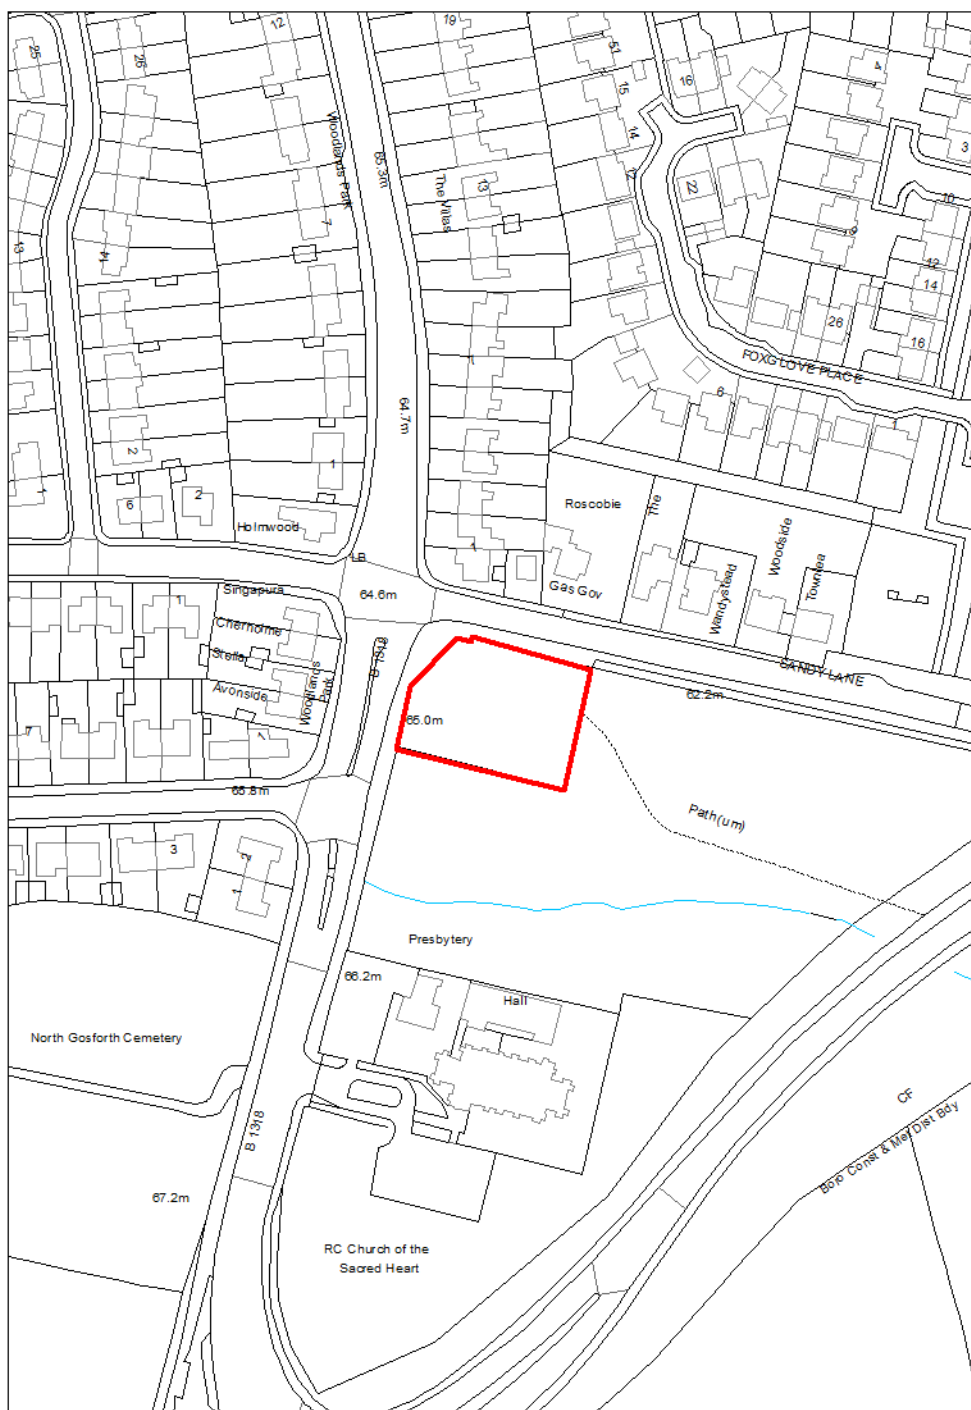 25
26
12
19
51
16
4
15
14
3
Woodlands Park
65.3m
The Villas
13
12
22
10
7
9
13
14
12
14
26
16
FOXGLOVE PLACE
1
64.7m
6
1
2
1
1
Roscobie
The
6
2
Holmwood
Woodside
1
LB
Gas Gov
Wandystead
Townlea
Singapura
64.6m
1
Cherhorme
Stella
B 1318
SANDY LANE
Avonside
Woodlands
Park
62.2m
65.0m
7
1
65.8m
Path (um)
3
2
1
Presbytery
66.2m
Hall
North Gosforth Cemetery
CF
B 1318
Boro Const & Met Dist Bdy
67.2m
RC Church of the
Sacred Heart